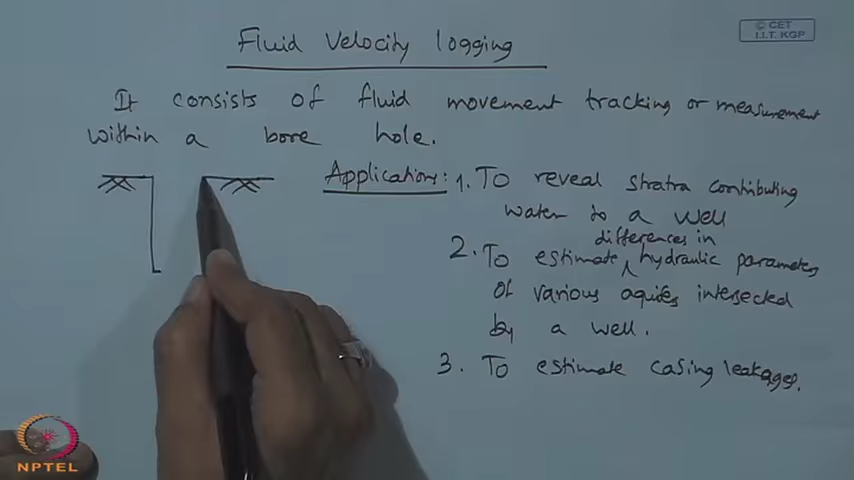 © CET
I.I.T. KGP
Fluid Velocity logging
It consists of fluid movement tracking or measurement
within a bore hole.
Application: 1. To reveal stratra contributing
water to a well
differences in
2. To estimate ^ hydraulic parameters
of various aquifers intersected
by a well.
3. To estimate casing leakages.
NPTEL